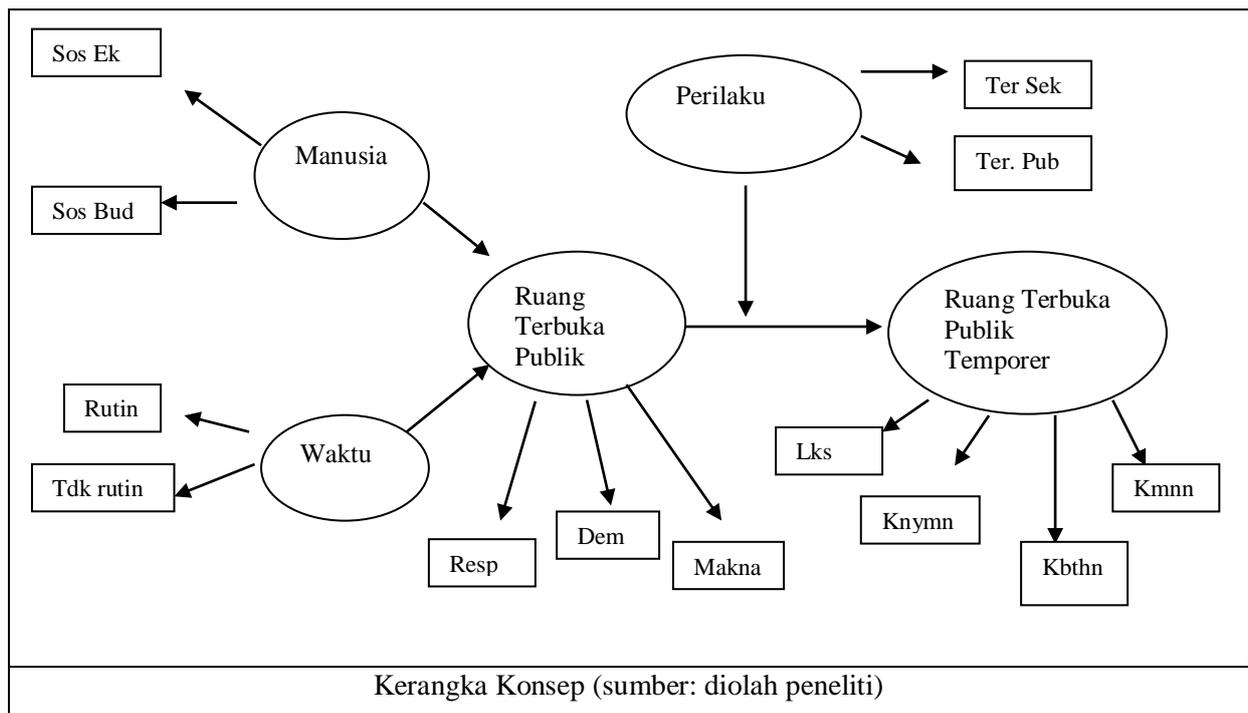 Sos Ek
Perilaku
Ter Sek
Manusia
Ter. Pub
Sos Bud
Ruang
Terbuka
Publik
Ruang Terbuka
Publik
Temporer
Rutin
Waktu
Lks
Kmnn
Tdk rutin
Knymn
Dem
Resp
Makna
Kbthn
Kerangka Konsep (sumber: diolah peneliti)